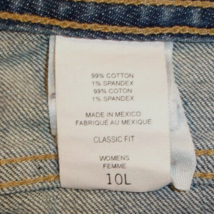 99% COTTON
1% SPANDEX
99% COTON
1% SPANDEX
MADE IN MEXICO
FABRIQUÉ AU MEXIQUE
CLASSIC FIT
WOMENS
FEMME
10L